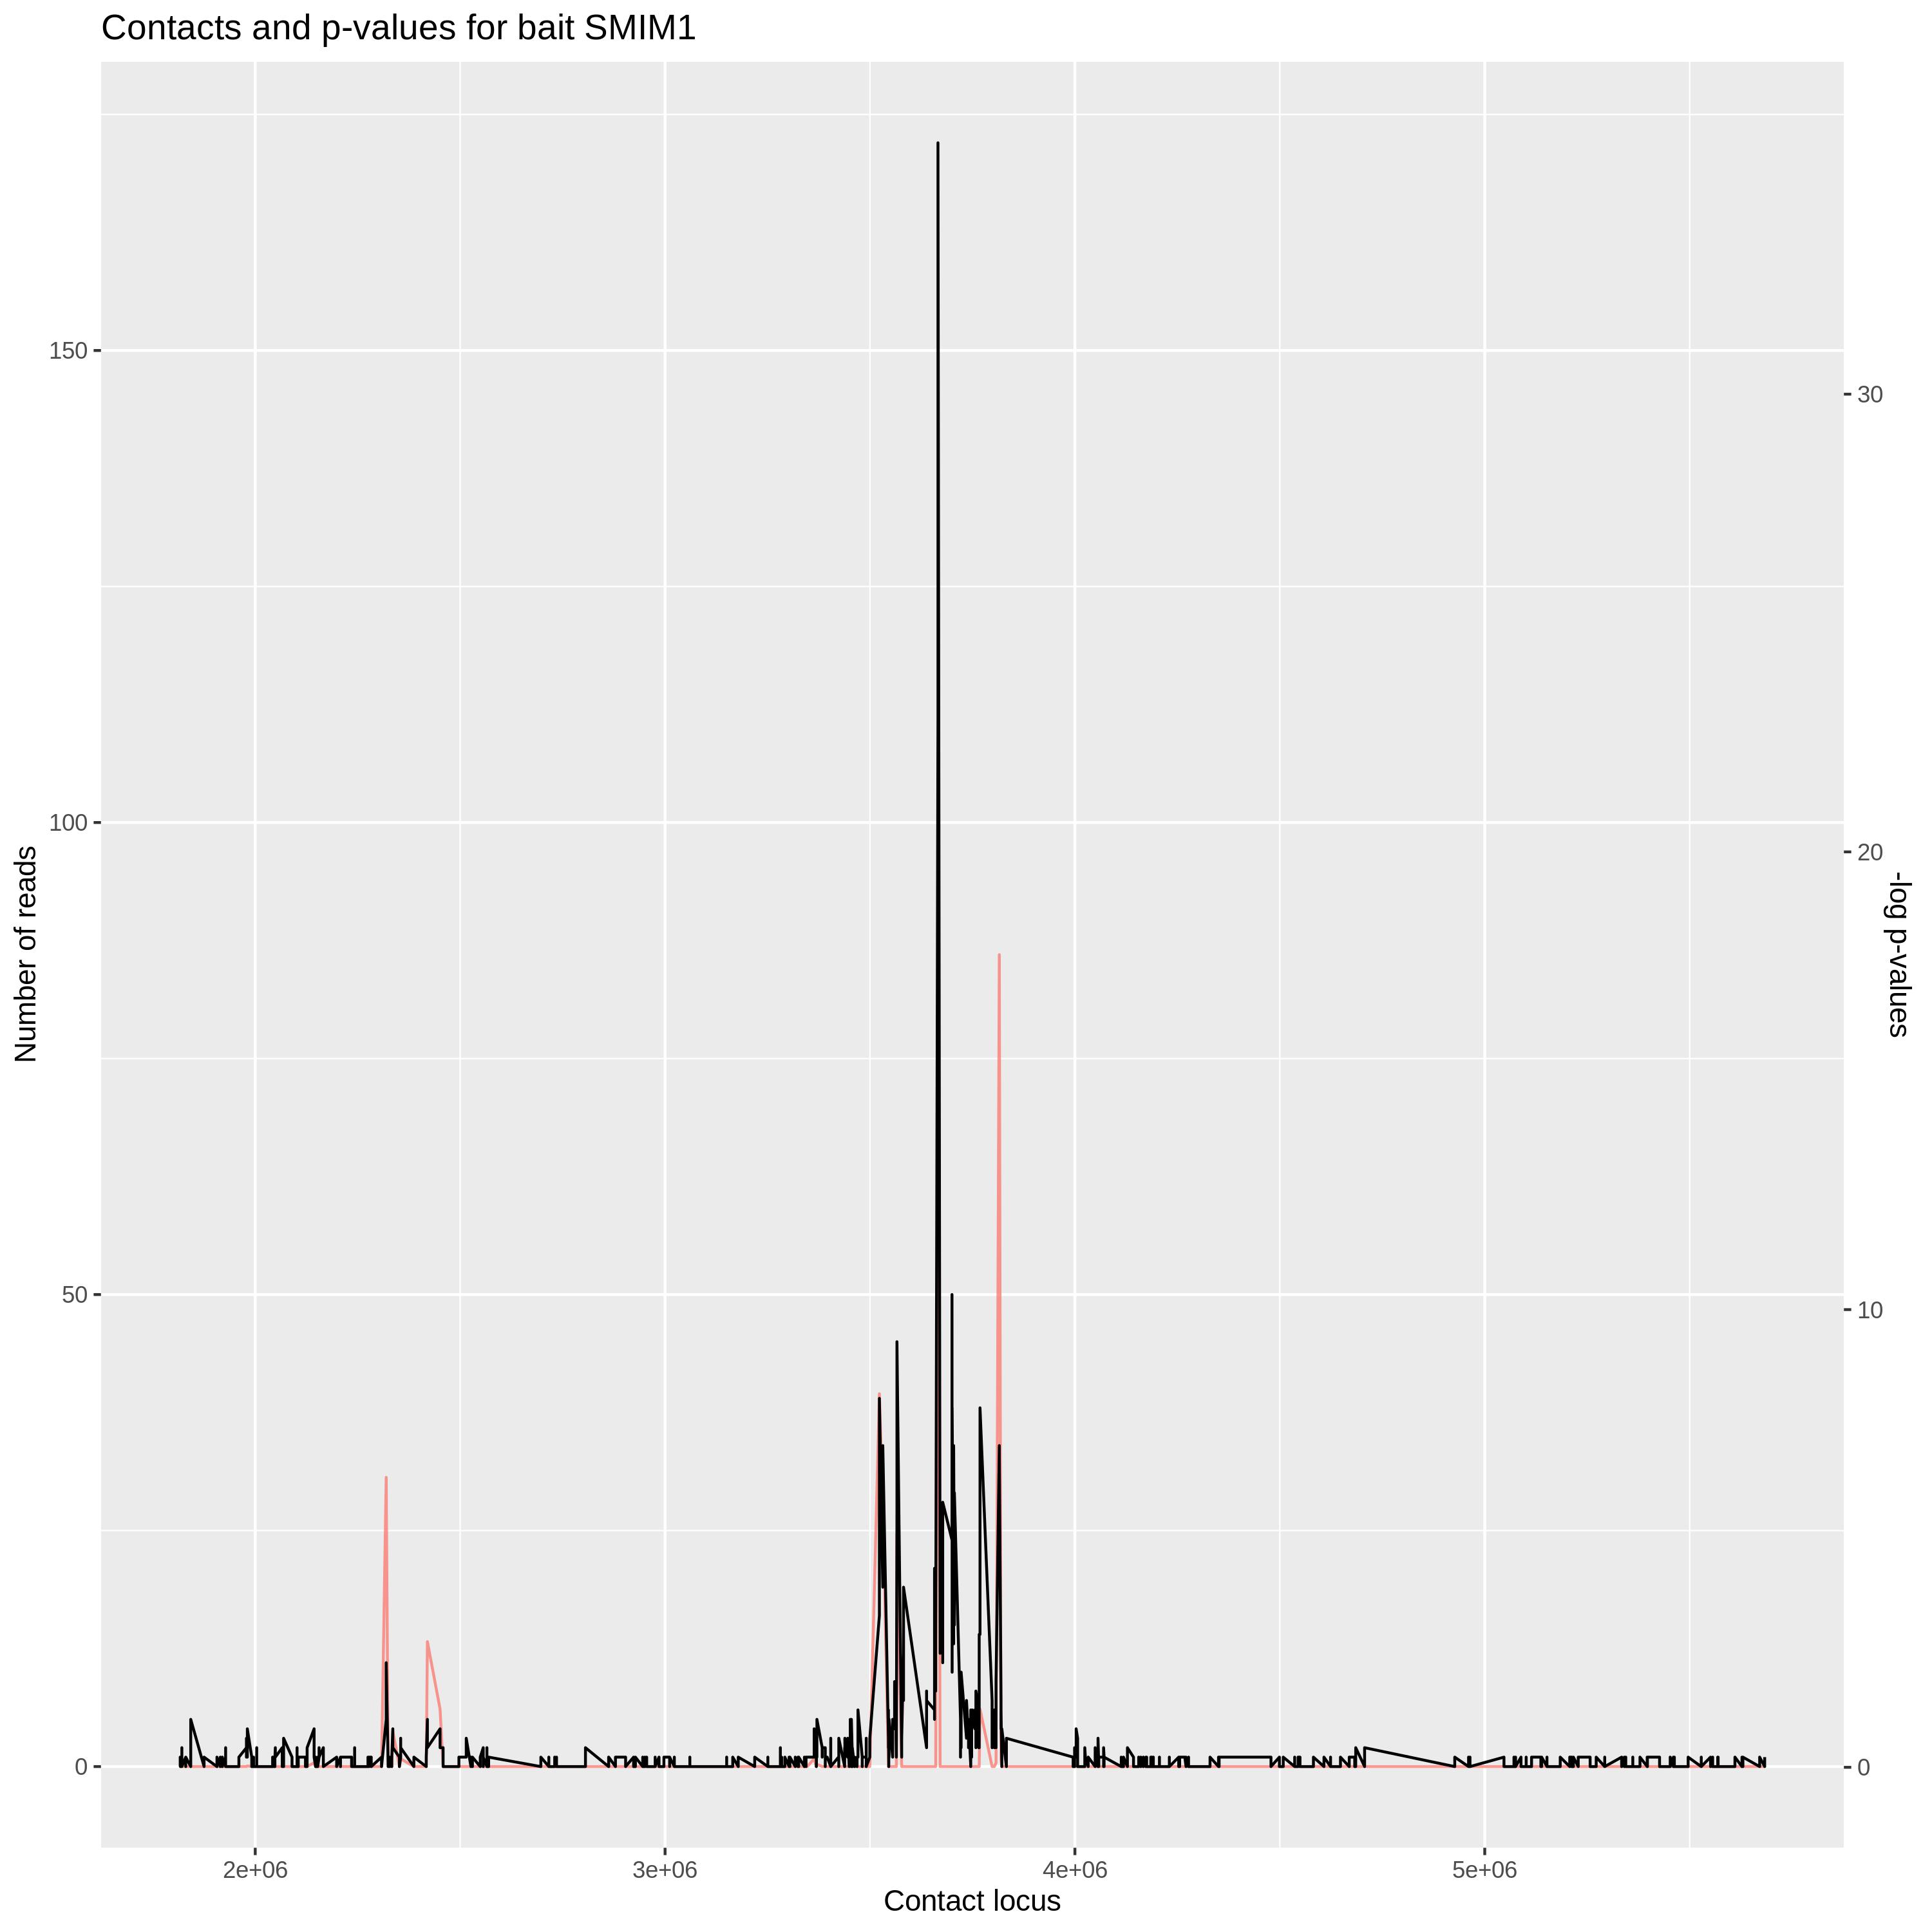 Contacts and p-values for bait SMIM1
150
100
50
0
Number of reads
30
20
10
0
-log p-values
2e+06
3e+06
4e+06
5e+06
Contact locus